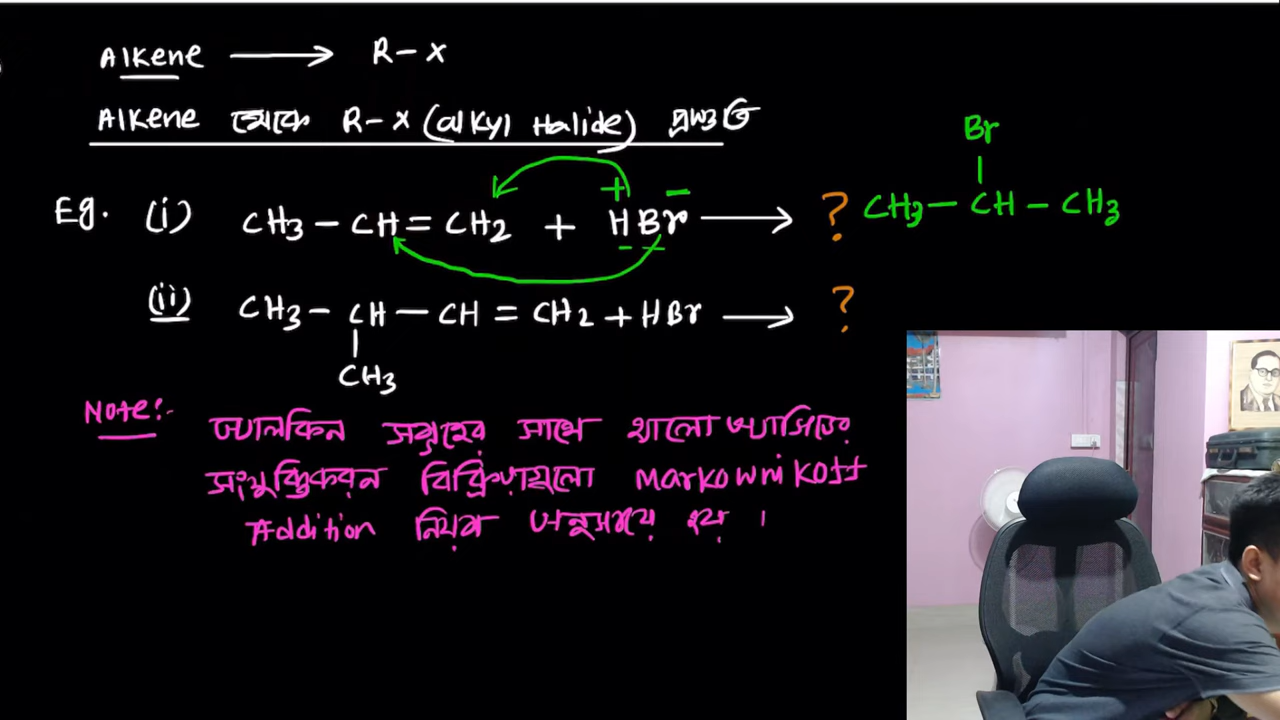 Alkene ⟶ R-X
Alkene থেকে R-X (alkyl Halide) প্রস্তুতি
Br
Eg. (i) CH3 - CH = CH2 + HBr ⟶ ? CH3 - CH - CH3
(ii) CH3 - CH - CH = CH2 + HBr ⟶ ?
CH3
Note:- অ্যালকিন সমূহের সাথে হ্যালো অ্যাসিডের
সংযুক্তিকরন বিক্রিয়া হলো Markownikoff
Addition নিয়ম অনুসারে হয় ।